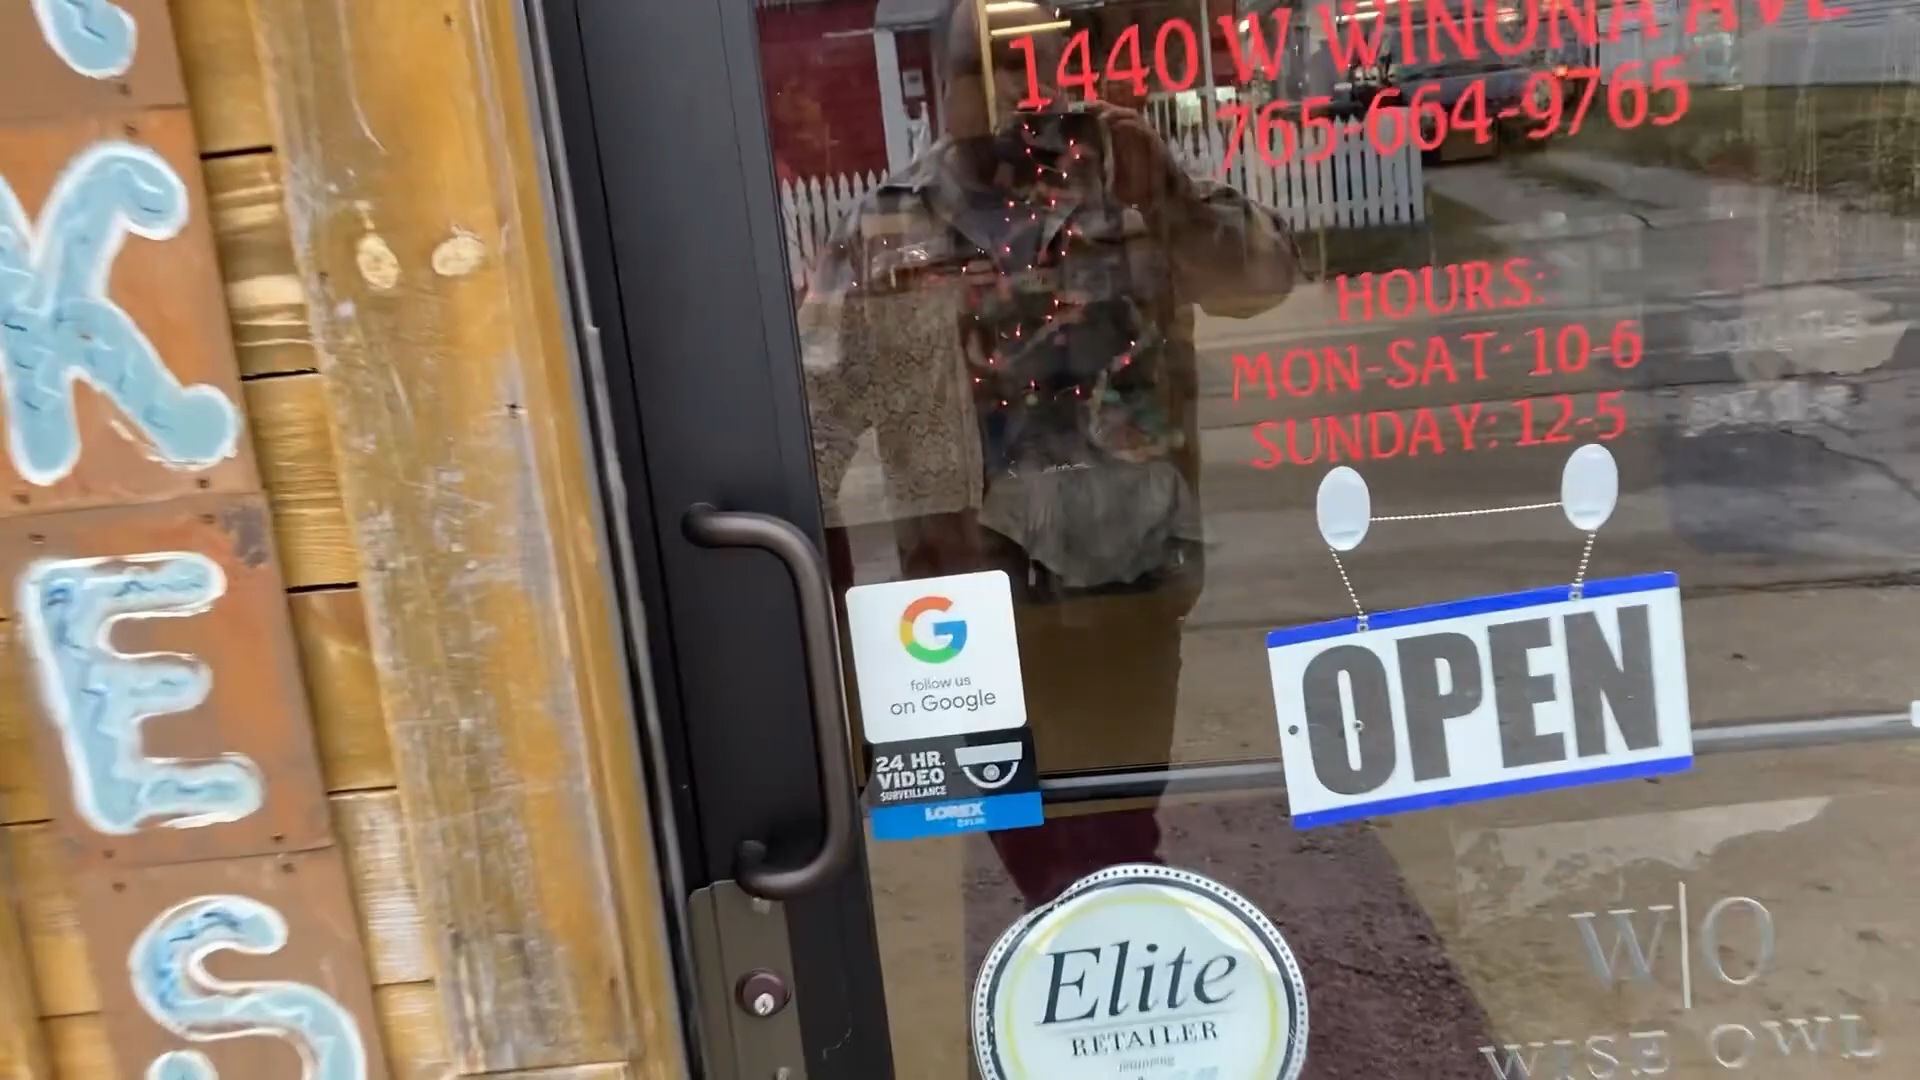 1440 W WINONA AVE
765-664-9765
HOURS:
MON-SAT: 10-6
SUNDAY: 12-5
OPEN
G
follow us
on Google
24 HR.
VIDEO
SURVEILLANCE
LOREX
Elite
RETAILER
W|O
WISE OWL
K
E
S